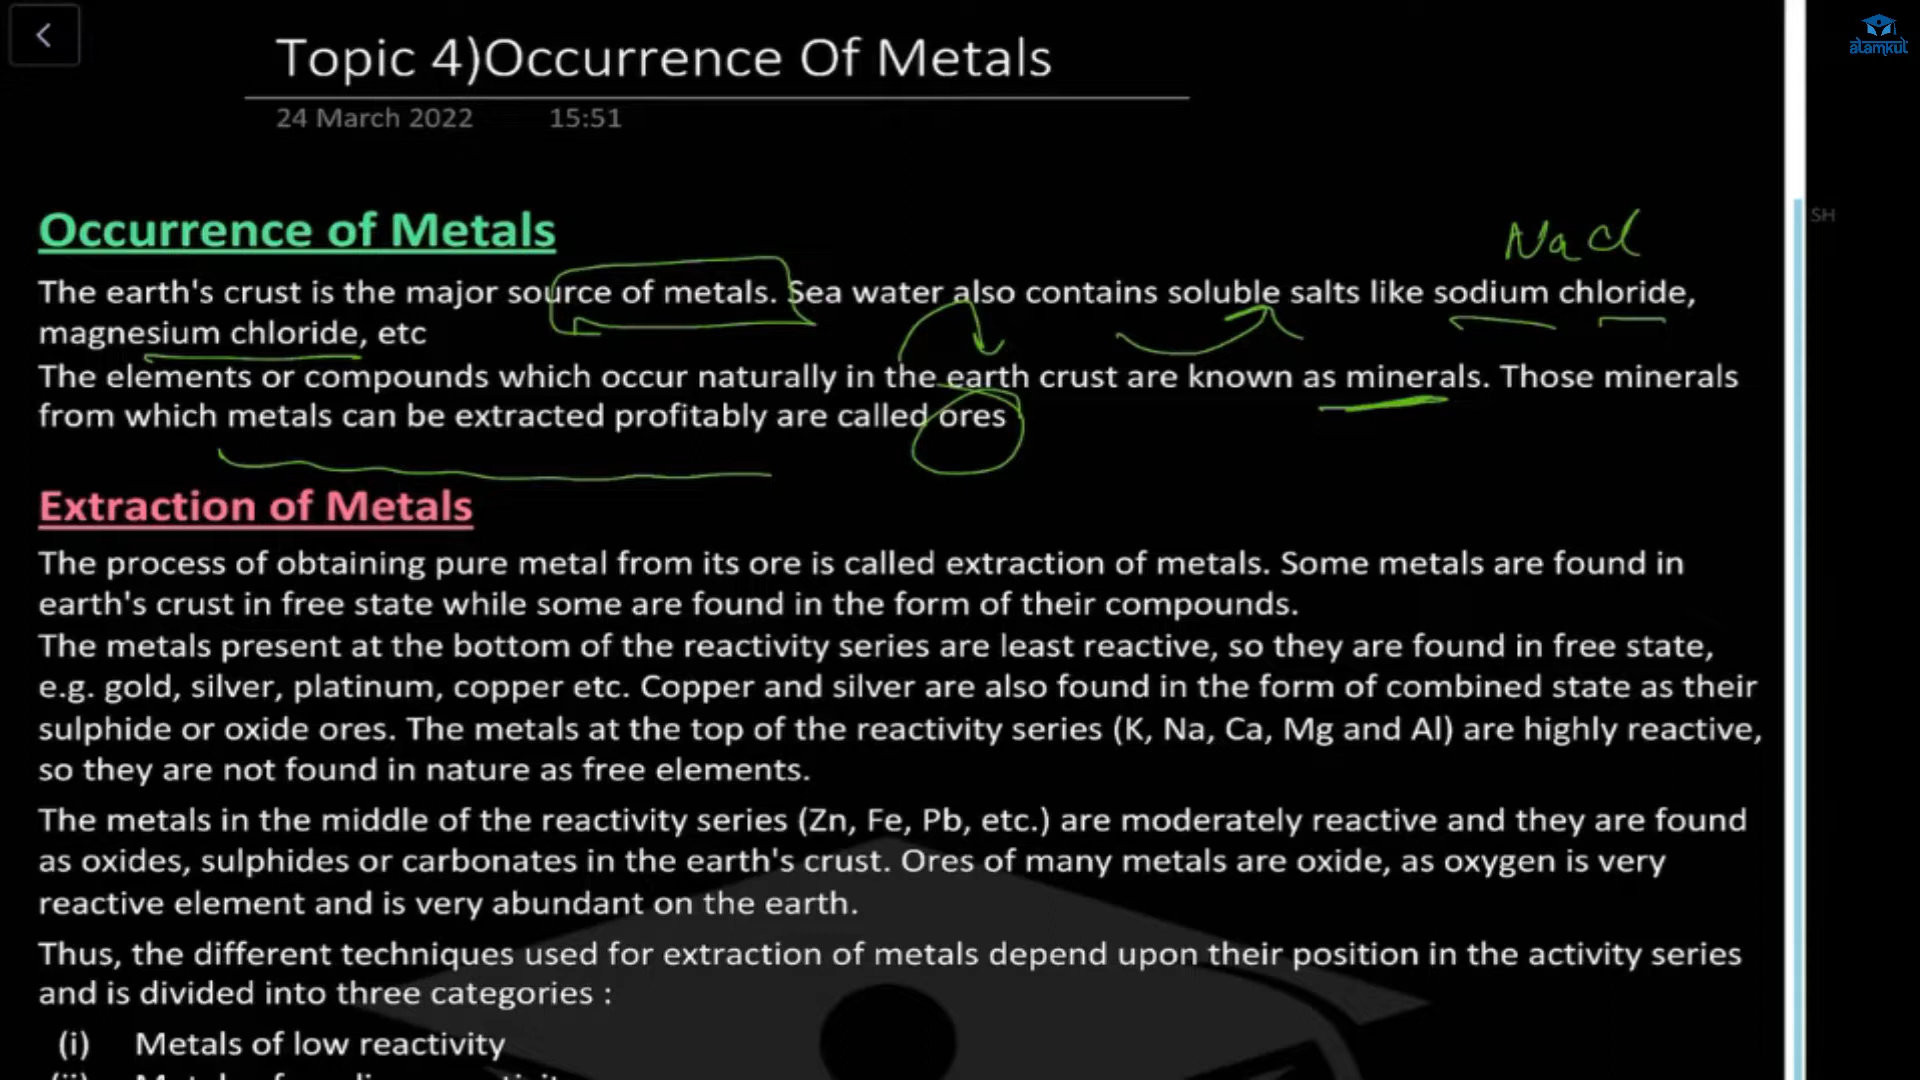 alamkul
Topic 4)Occurrence Of Metals
24 March 2022 15:51
SH
Occurrence of Metals
NaCl
The earth's crust is the major source of metals. Sea water also contains soluble salts like sodium chloride,
magnesium chloride, etc
The elements or compounds which occur naturally in the earth crust are known as minerals. Those minerals
from which metals can be extracted profitably are called ores
Extraction of Metals
The process of obtaining pure metal from its ore is called extraction of metals. Some metals are found in
earth's crust in free state while some are found in the form of their compounds.
The metals present at the bottom of the reactivity series are least reactive, so they are found in free state,
e.g. gold, silver, platinum, copper etc. Copper and silver are also found in the form of combined state as their
sulphide or oxide ores. The metals at the top of the reactivity series (K, Na, Ca, Mg and Al) are highly reactive,
so they are not found in nature as free elements.
The metals in the middle of the reactivity series (Zn, Fe, Pb, etc.) are moderately reactive and they are found
as oxides, sulphides or carbonates in the earth's crust. Ores of many metals are oxide, as oxygen is very
reactive element and is very abundant on the earth.
Thus, the different techniques used for extraction of metals depend upon their position in the activity series
and is divided into three categories :
(i) Metals of low reactivity